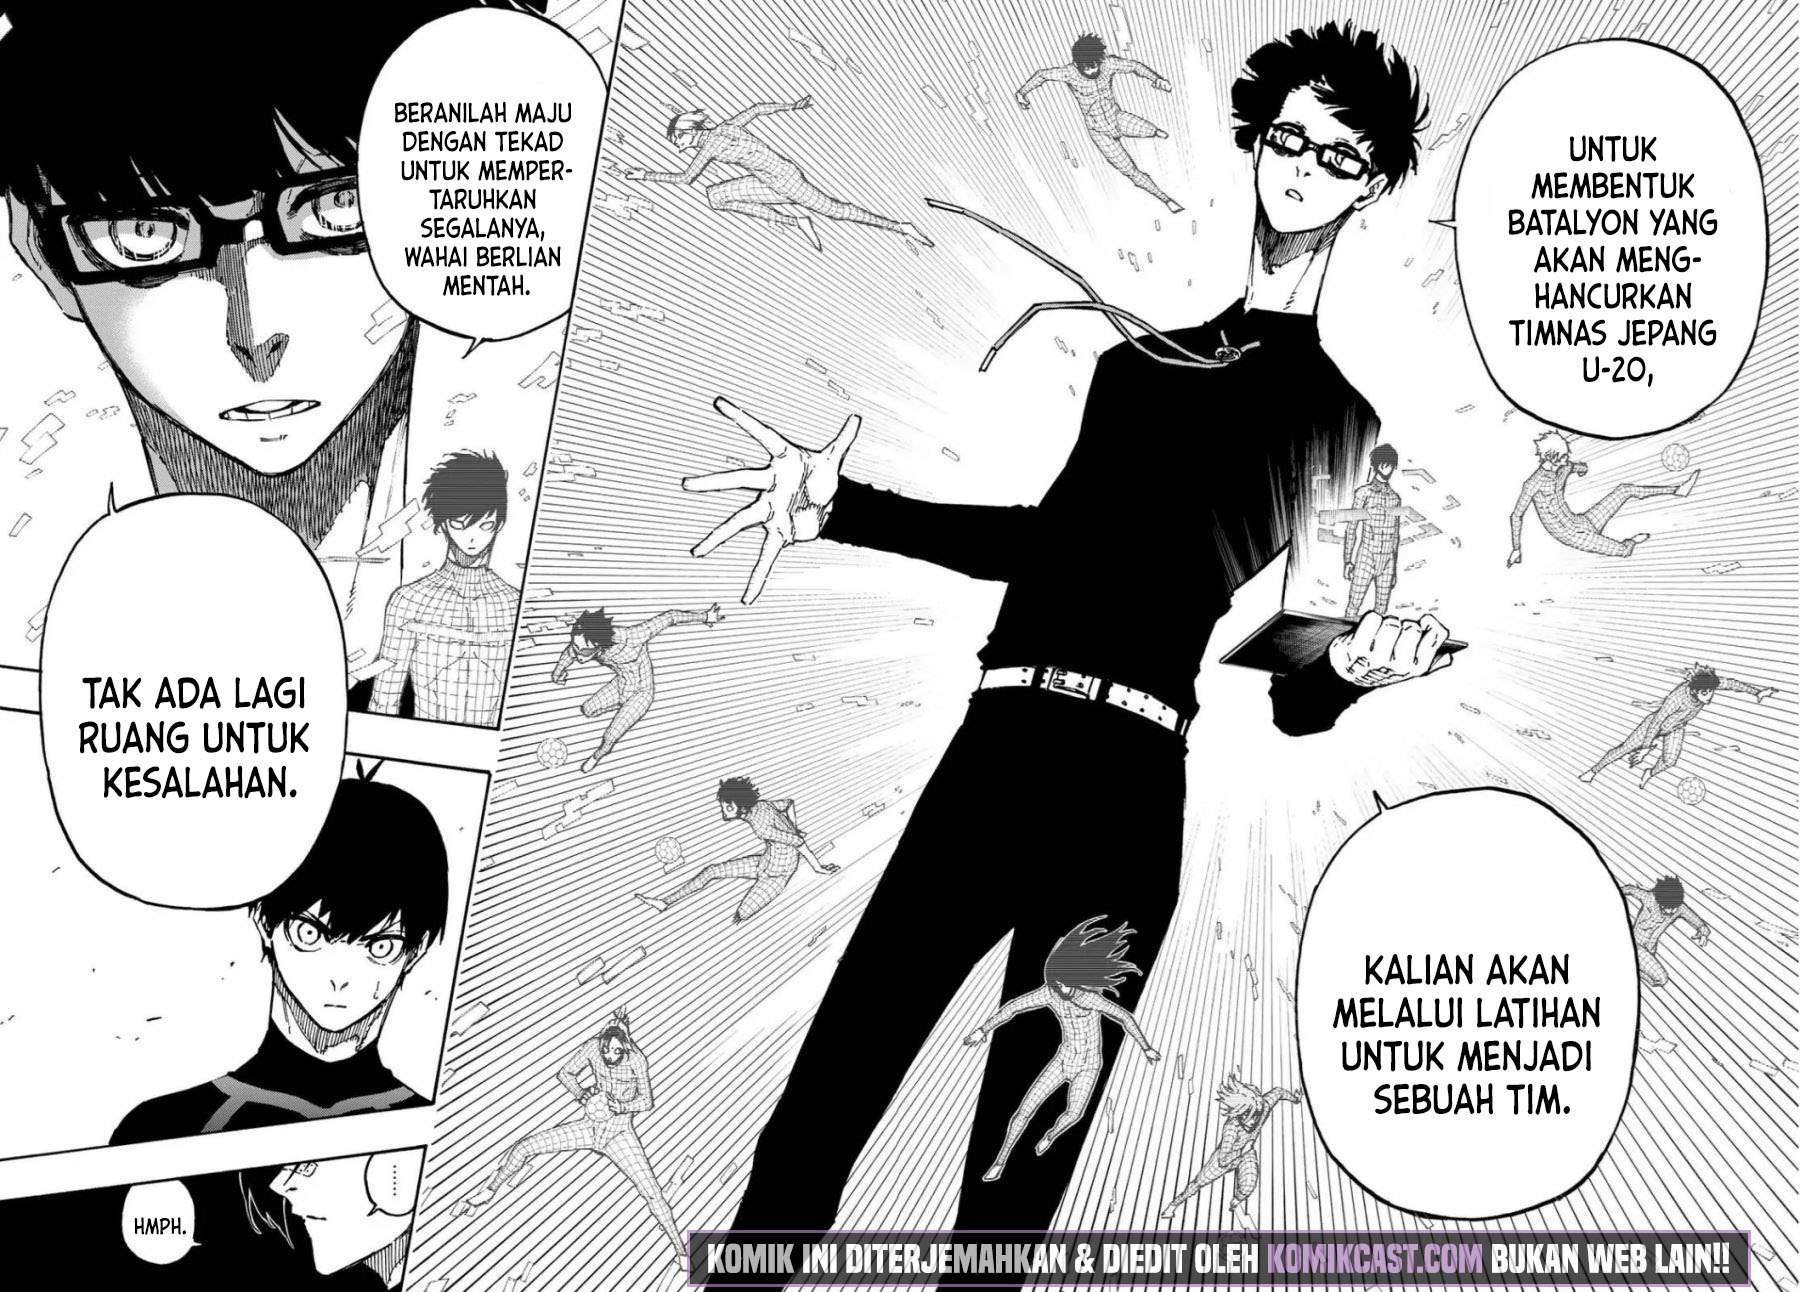 UNTUK
MEMBENTUK
BATALYON YANG
AKAN MENG-
HANCURKAN
TIMNAS JEPANG
U-20,
KALIAN AKAN
MELALUI LATIHAN
UNTUK MENJADI
SEBUAH TIM.
BERANILAH MAJU
DENGAN TEKAD
UNTUK MEMPER-
TARUHKAN
SEGALANYA,
WAHAI BERLIAN
MENTAH.
TAK ADA LAGI
RUANG UNTUK
KESALAHAN.
........
HMPH.
KOMIK INI DITERJEMAHKAN & DIEDIT OLEH KOMIKCAST.COM BUKAN WEB LAIN!!